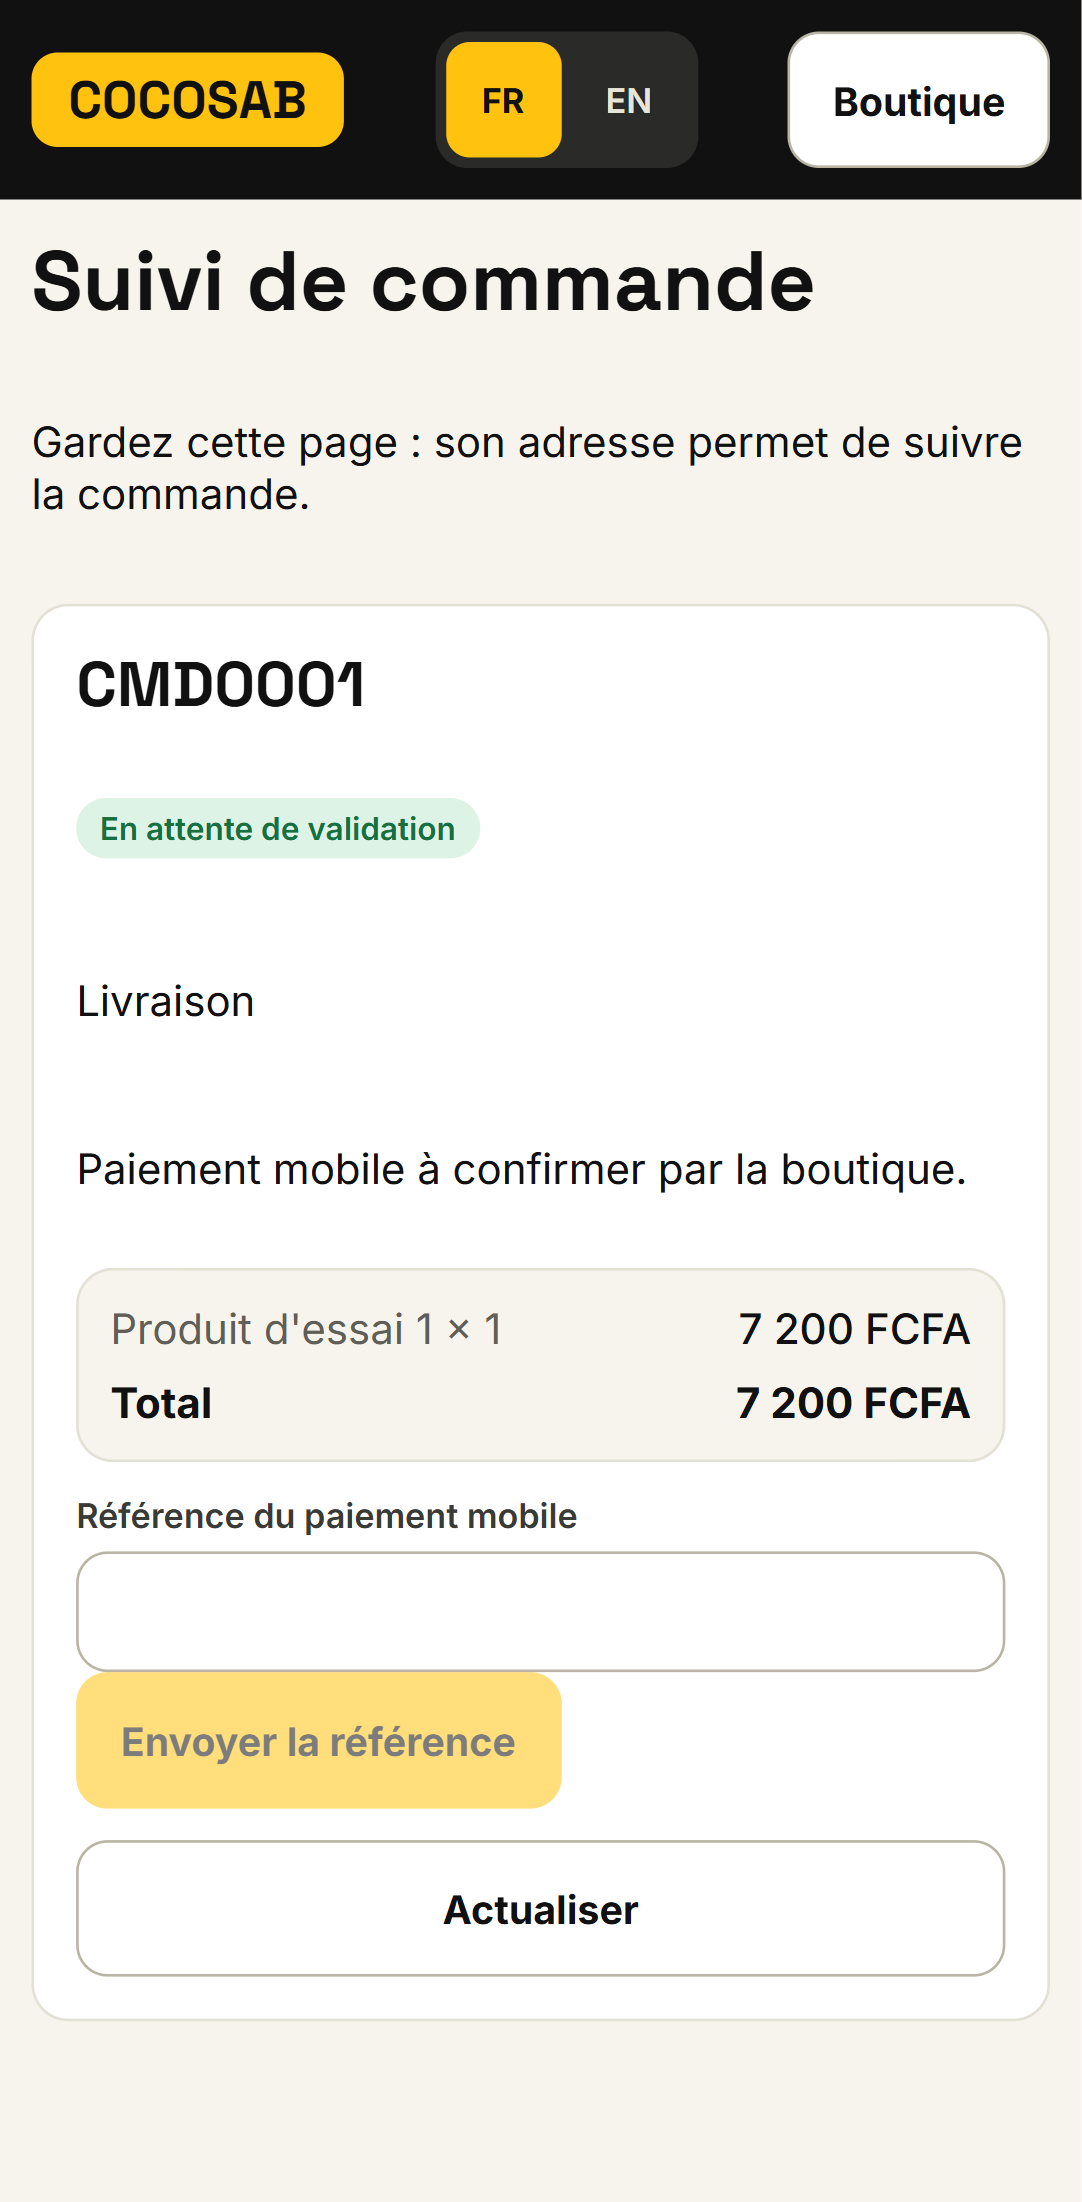 COCOSAB
FR
EN
Boutique
Suivi de commande
Gardez cette page : son adresse permet de suivre
la commande.
CMD0001
En attente de validation
Livraison
Paiement mobile à confirmer par la boutique.
Produit d'essai 1 × 1 7 200 FCFA
Total 7 200 FCFA
Référence du paiement mobile
Envoyer la référence
Actualiser